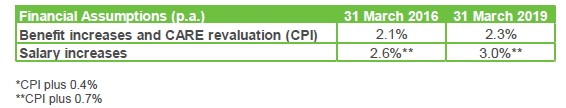 Financial Assumptions (p.a.) 31 March 2016 31 March 2019
Benefit increases and CARE revaluation (CPI) 2.1% 2.3%
Salary increases 2.6%** 3.0%**
*CPI plus 0.4%
**CPI plus 0.7%